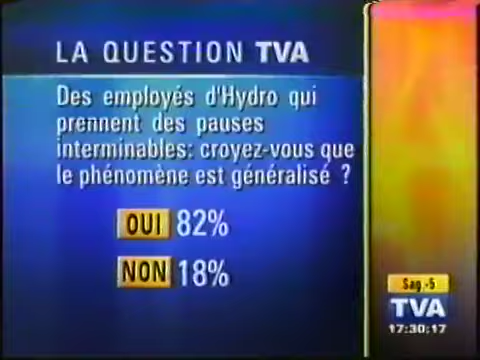 LA QUESTION TVA
Des employés d'Hydro qui
prennent des pauses
interminables: croyez-vous que
le phénomène est généralisé ?
OUI 82%
NON 18%
Sag -5
TVA
17:30:17